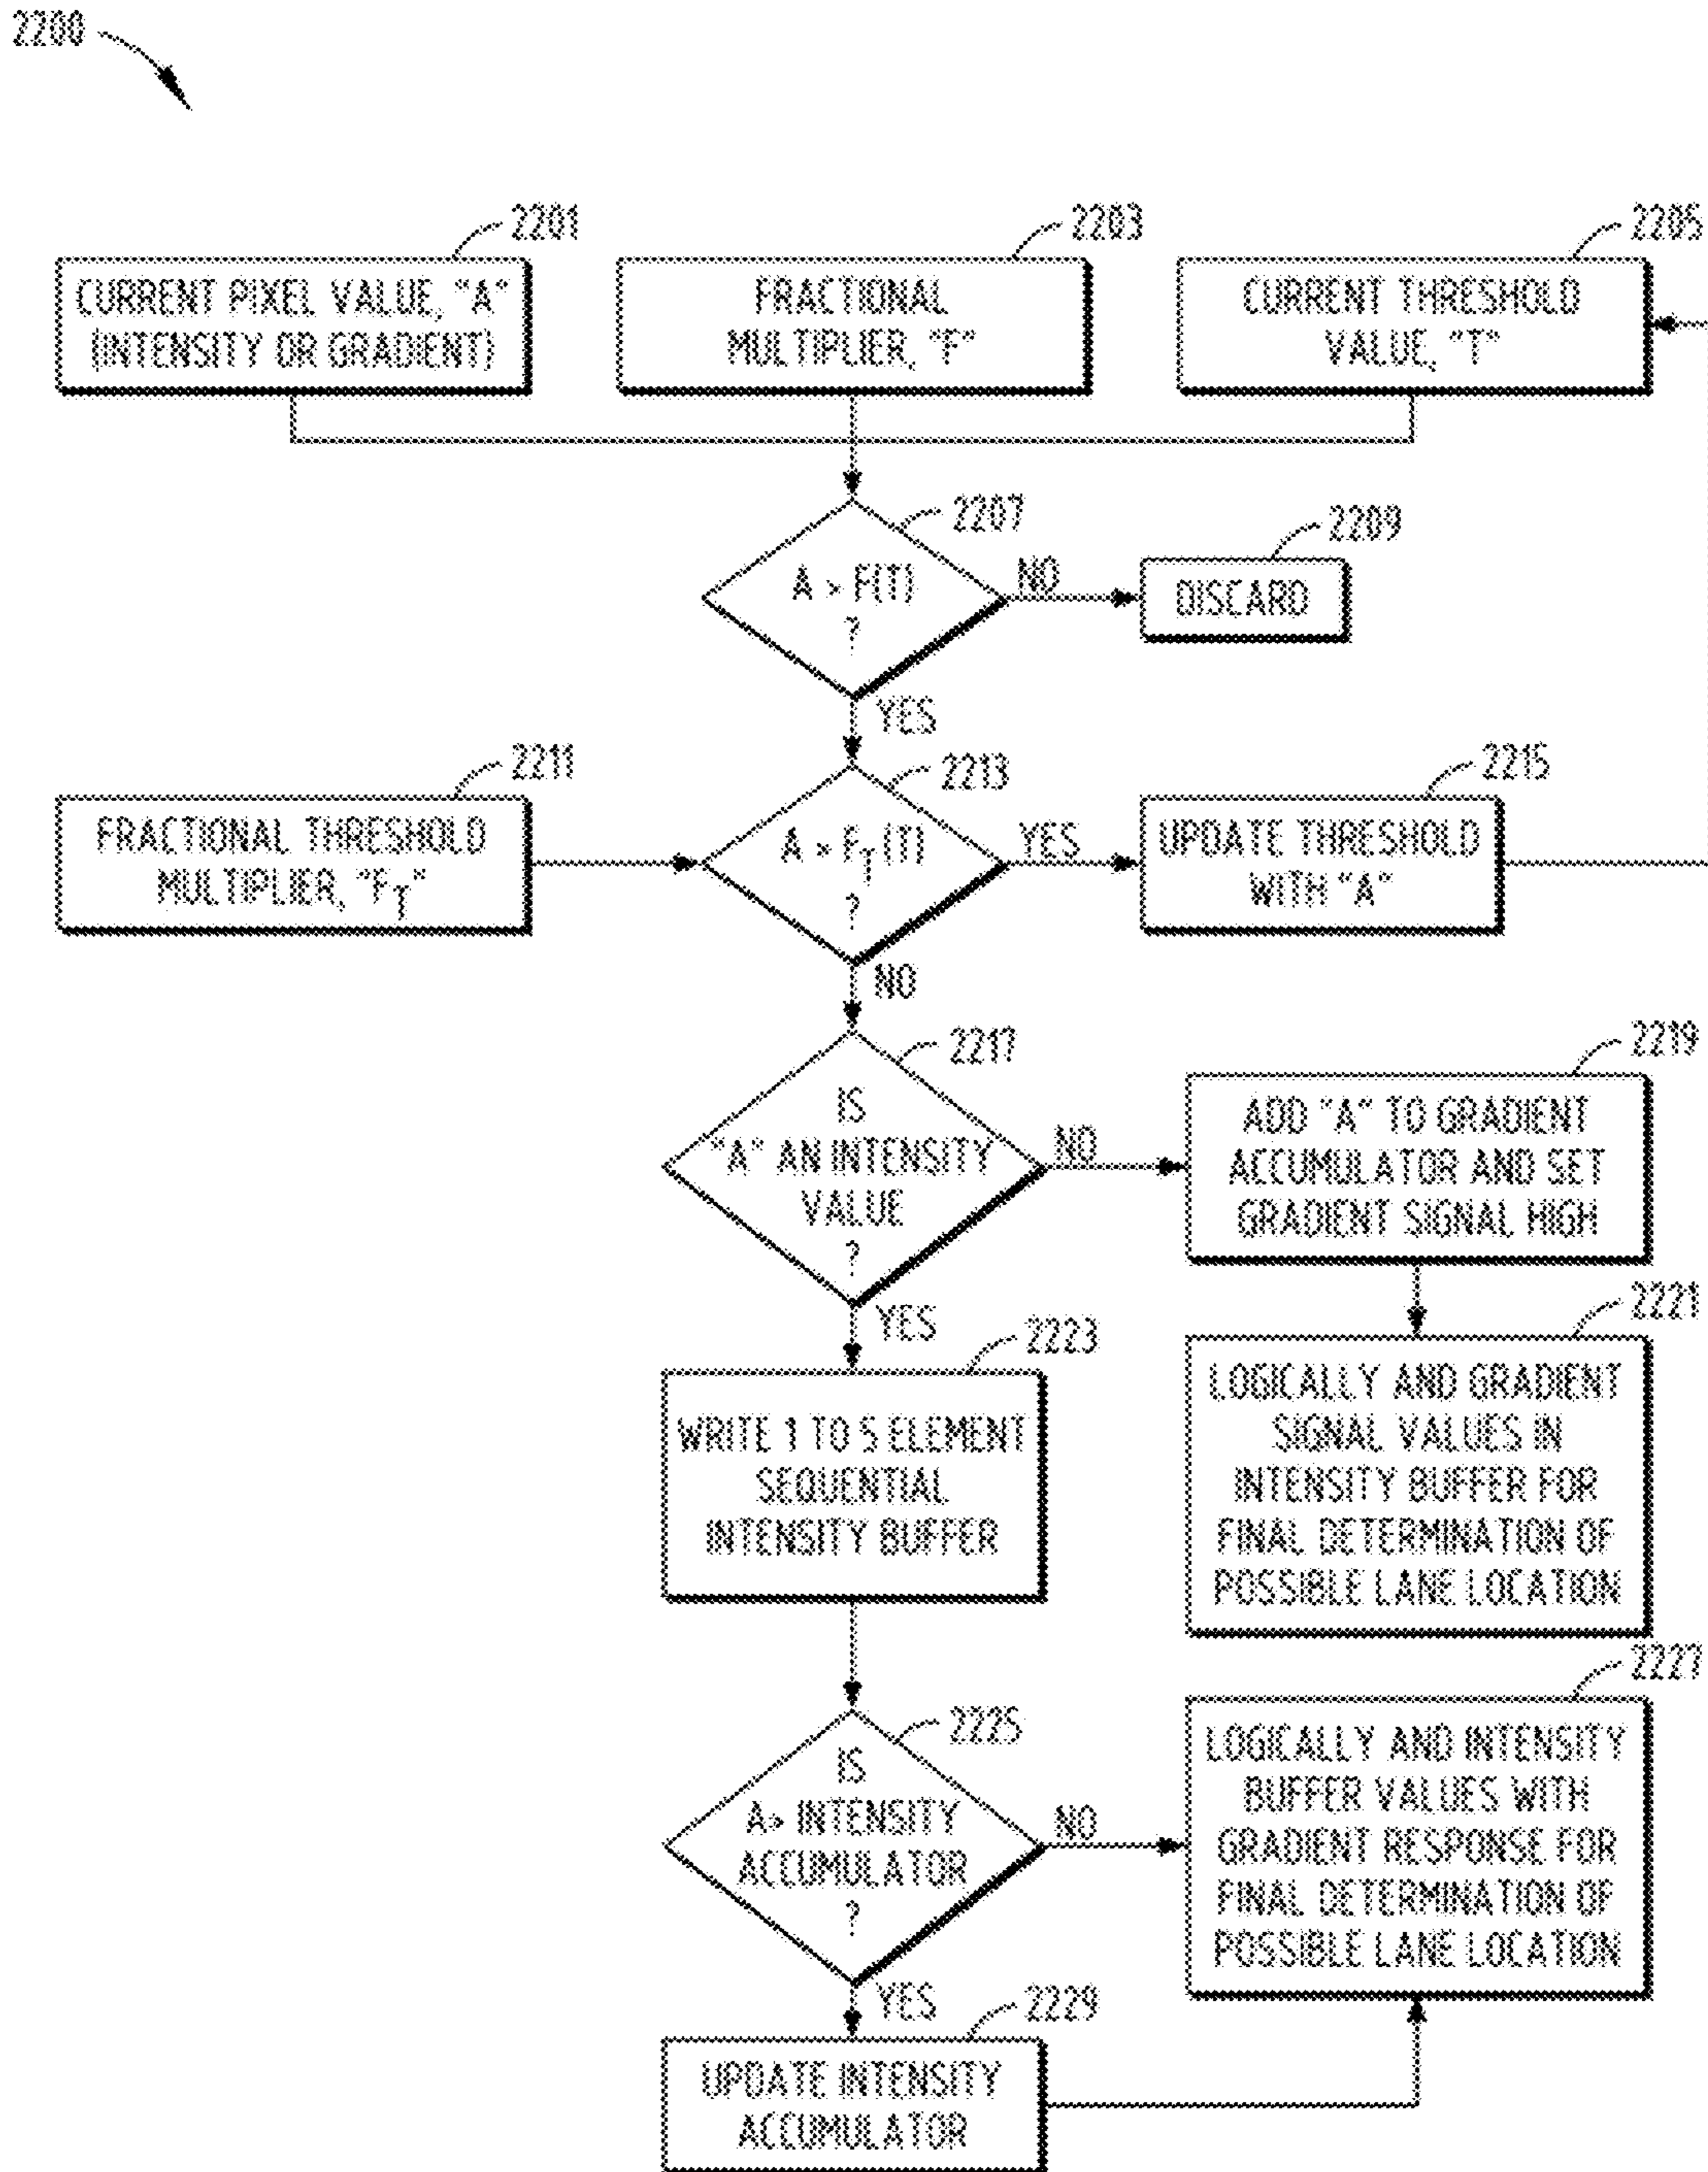 2200
2201
CURRENT PIXEL VALUE, "A"
(INTENSITY OR GRADIENT)
2203
FRACTIONAL
MULTIPLIER, "F"
2205
CURRENT THRESHOLD
VALUE, "T"
2207
A > F(T)
?
NO
2209
DISCARD
YES
2211
FRACTIONAL THRESHOLD
MULTIPLIER, "F_T"
2213
A > F_T(T)
?
YES
2215
UPDATE THRESHOLD
WITH "A"
NO
2217
IS
"A" AN INTENSITY
VALUE
?
NO
2219
ADD "A" TO GRADIENT
ACCUMULATOR AND SET
GRADIENT SIGNAL HIGH
YES
2221
LOGICALLY AND GRADIENT
SIGNAL VALUES IN
INTENSITY BUFFER FOR
FINAL DETERMINATION OF
POSSIBLE LANE LOCATION
2223
WRITE 1 TO 5 ELEMENT
SEQUENTIAL
INTENSITY BUFFER
2225
IS
A> INTENSITY
ACCUMULATOR
?
NO
2227
LOGICALLY AND INTENSITY
BUFFER VALUES WITH
GRADIENT RESPONSE FOR
FINAL DETERMINATION OF
POSSIBLE LANE LOCATION
YES
2229
UPDATE INTENSITY
ACCUMULATOR